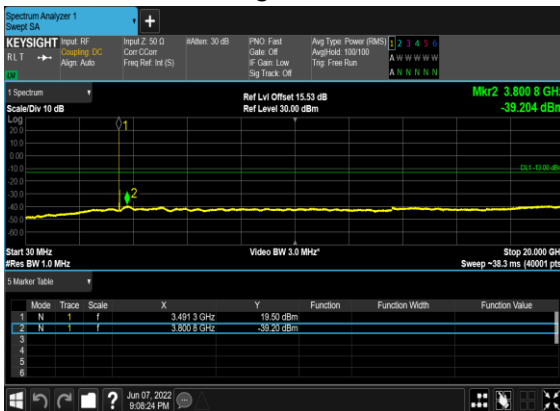 Spectrum Analyzer 1
Swept SA
KEYSIGHT Input: RF Input Z: 50 Ω #Atten: 30 dB PNO: Fast Avg Type: Power (RMS) 1 2 3 4 5 6
RLT Coupling: DC Corr CCorr Gate: Off Avg|Hold: 100/100 A W W W W W
Align: Auto Freq Ref: Int (S) IF Gain: Low Trig: Free Run
Sig Track: Off A N N N N N
1 Spectrum Ref Lvl Offset 15.53 dB Mkr2 3.800 8 GHz
Scale/Div 10 dB Ref Level 30.00 dBm -39.204 dBm
Log
20.0
10.0
0.00
-10.0 DL1 -13.00 dBm
-20.0
-30.0
-40.0
-50.0
-60.0
1
2
Start 30 MHz Video BW 3.0 MHz* Stop 20.000 GHz
#Res BW 1.0 MHz Sweep ~38.3 ms (40001 pts)
5 Marker Table
Mode Trace Scale X Y Function Function Width Function Value
1 N 1 f 3.491 3 GHz 19.50 dBm
2 N 1 f 3.800 8 GHz -39.20 dBm
3
4
5
6
? Jun 07, 2022
9:08:24 PM